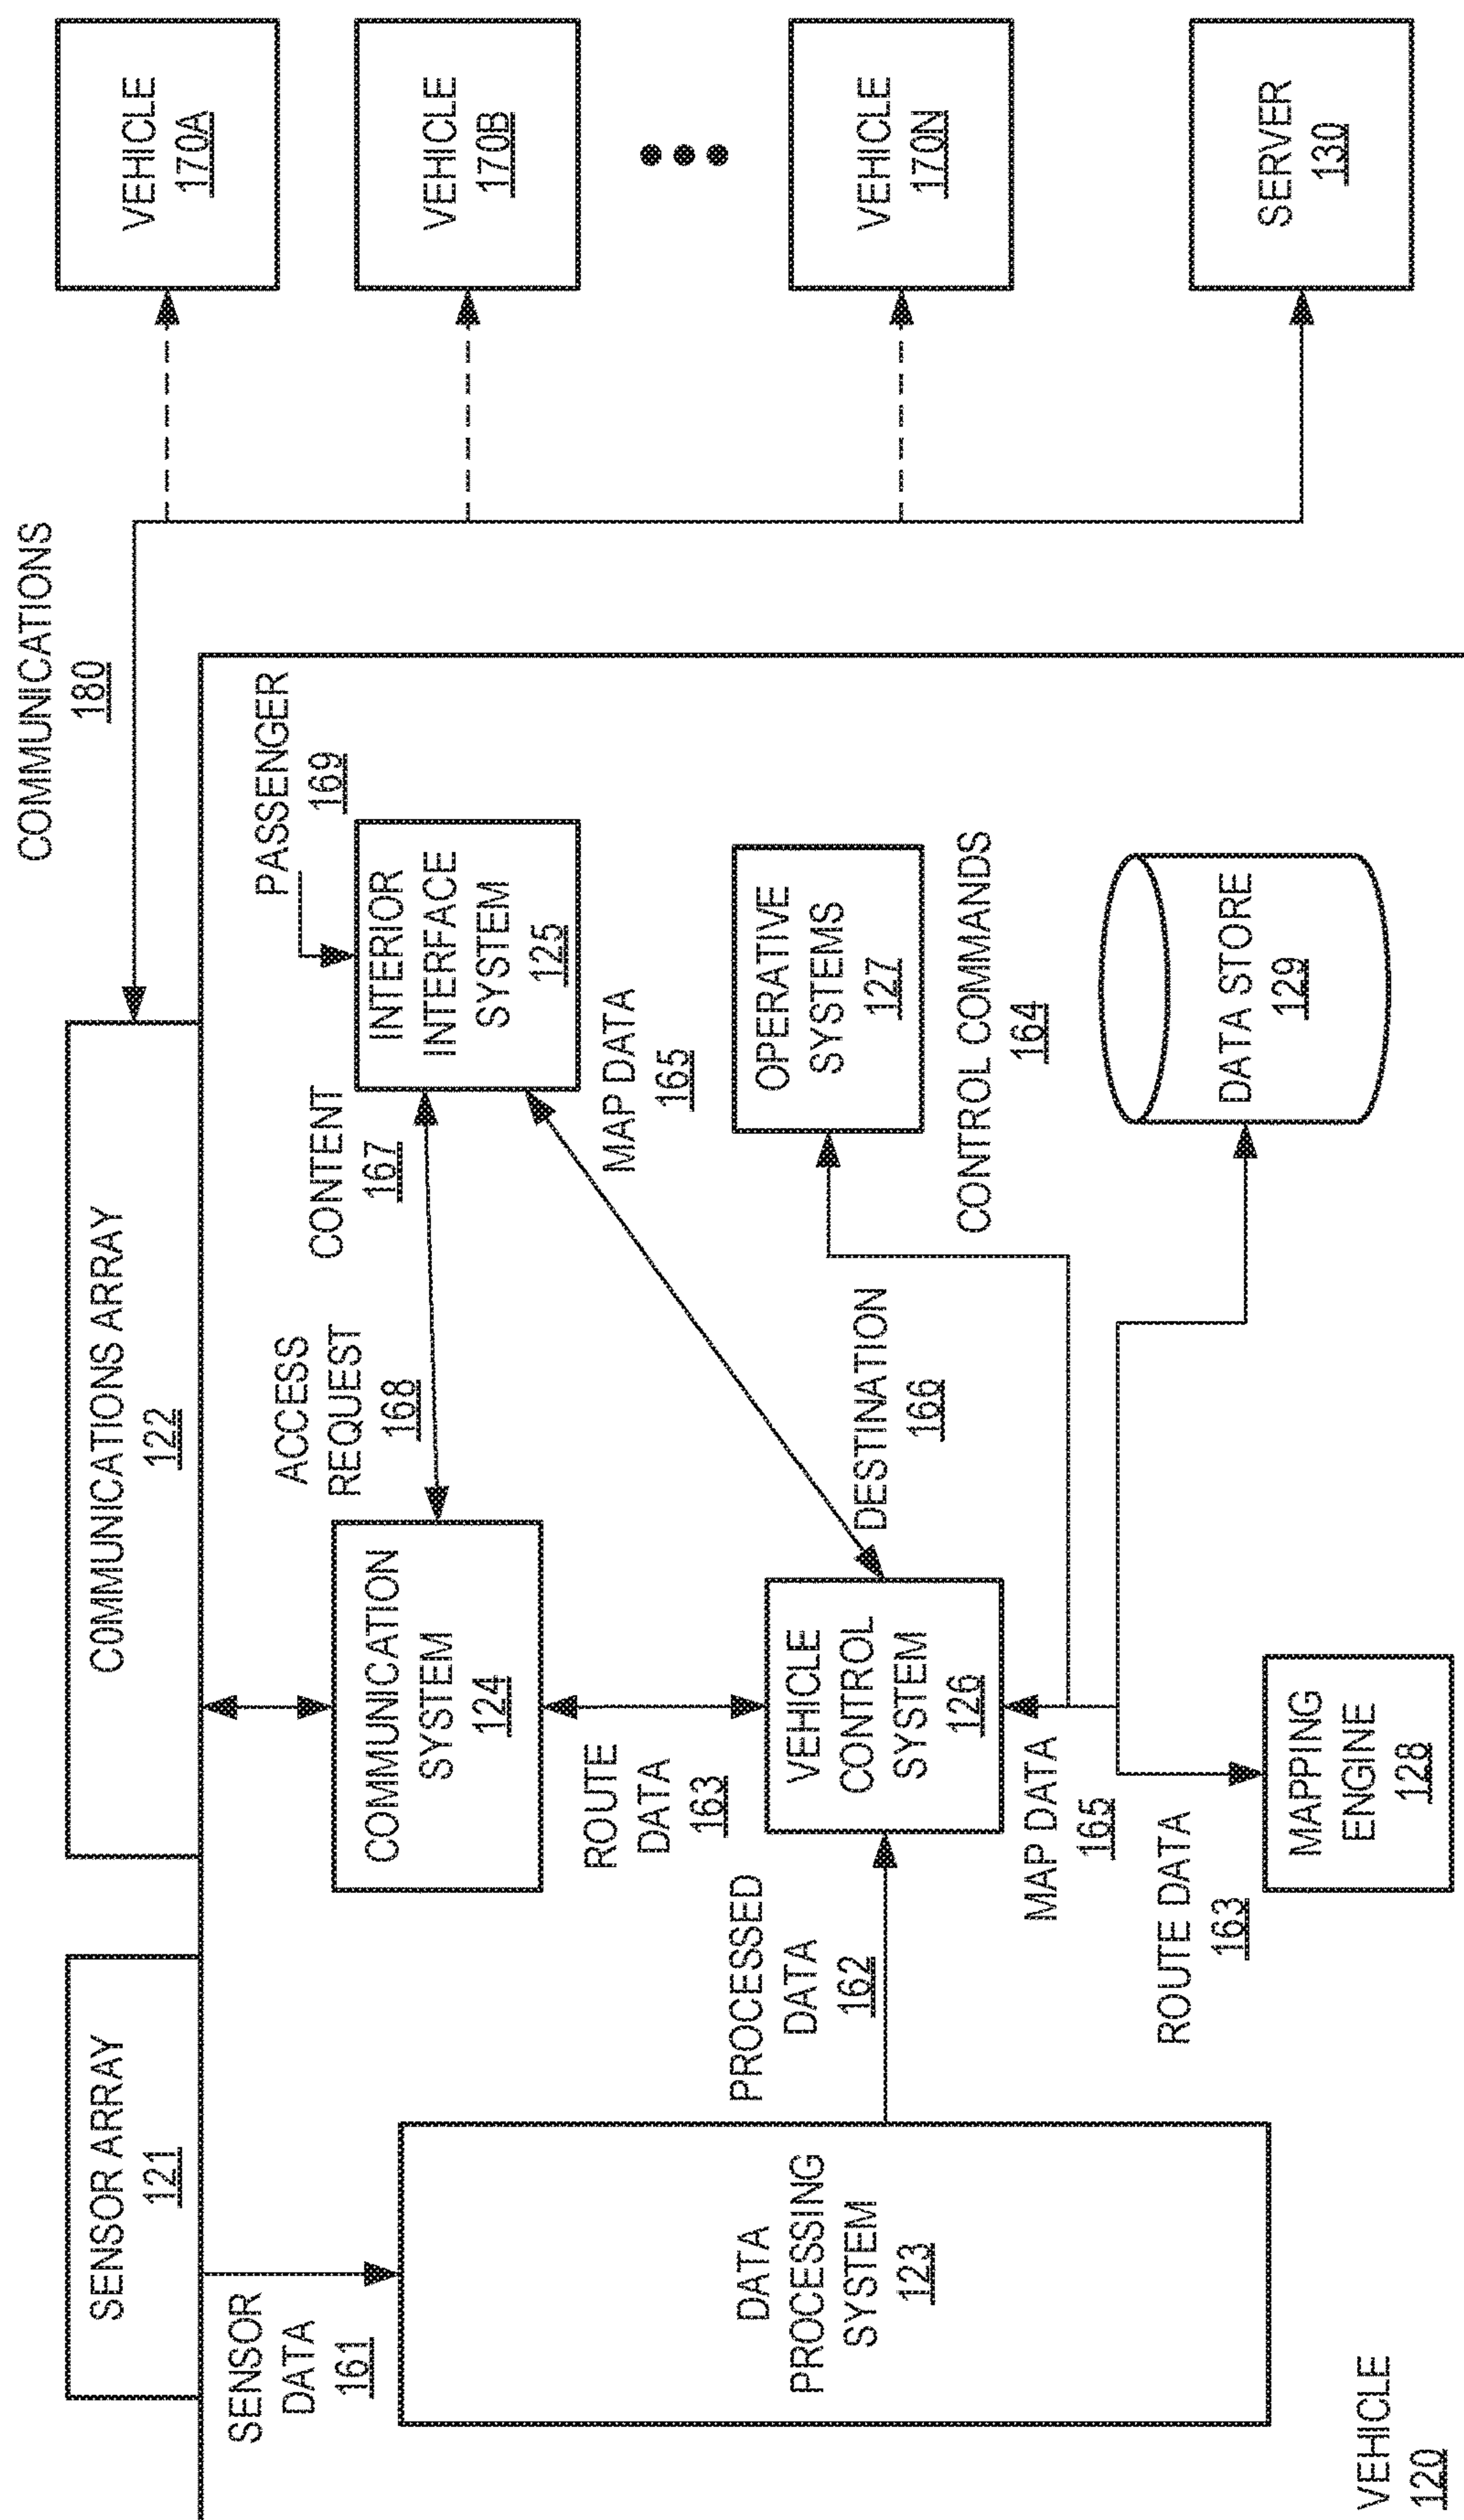 SENSOR ARRAY
121
COMMUNICATIONS ARRAY
122
COMMUNICATIONS
180
VEHICLE
170A
VEHICLE
170B
VEHICLE
170N
SERVER
130
SENSOR
DATA
161
DATA
PROCESSING
SYSTEM
123
PROCESSED
DATA
162
COMMUNICATION
SYSTEM
124
ACCESS
REQUEST
168
CONTENT
167
PASSENGER
169
INTERIOR
INTERFACE
SYSTEM
125
MAP DATA
165
ROUTE
DATA
163
VEHICLE
CONTROL
SYSTEM
126
DESTINATION
166
OPERATIVE
SYSTEMS
127
CONTROL COMMANDS
164
MAP DATA
165
ROUTE DATA
163
MAPPING
ENGINE
128
DATA STORE
129
VEHICLE
120